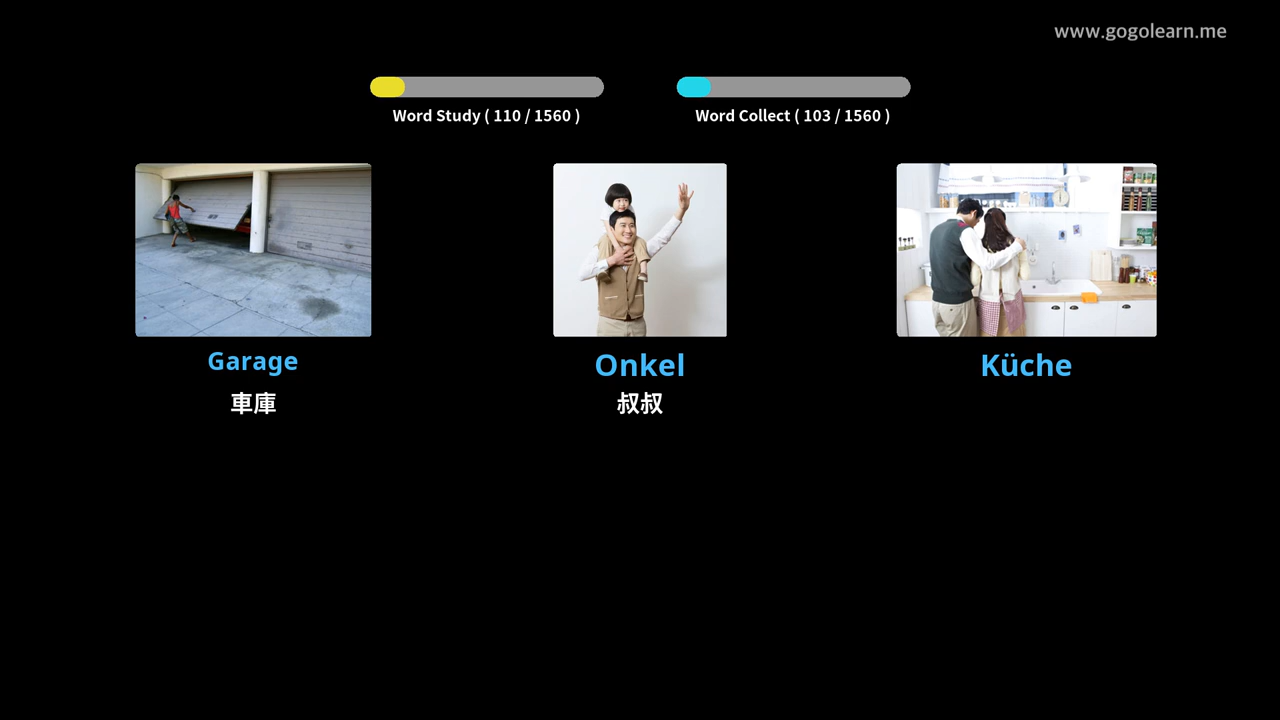 www.gogolearn.me
Word Study ( 110 / 1560 )
Word Collect ( 103 / 1560 )
Garage
Onkel
Küche
車庫
叔叔